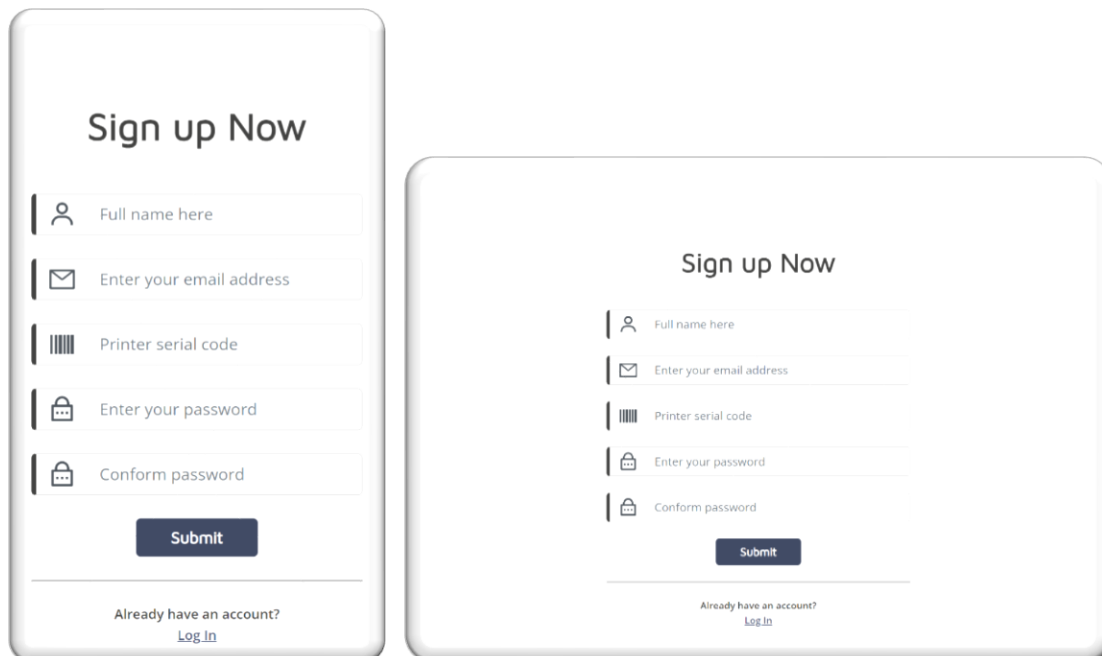 Sign up Now
Full name here
Enter your email address
Printer serial code
Enter your password
Conform password
Submit
Already have an account?
Log In
Sign up Now
Full name here
Enter your email address
Printer serial code
Enter your password
Conform password
Submit
Already have an account?
Log In